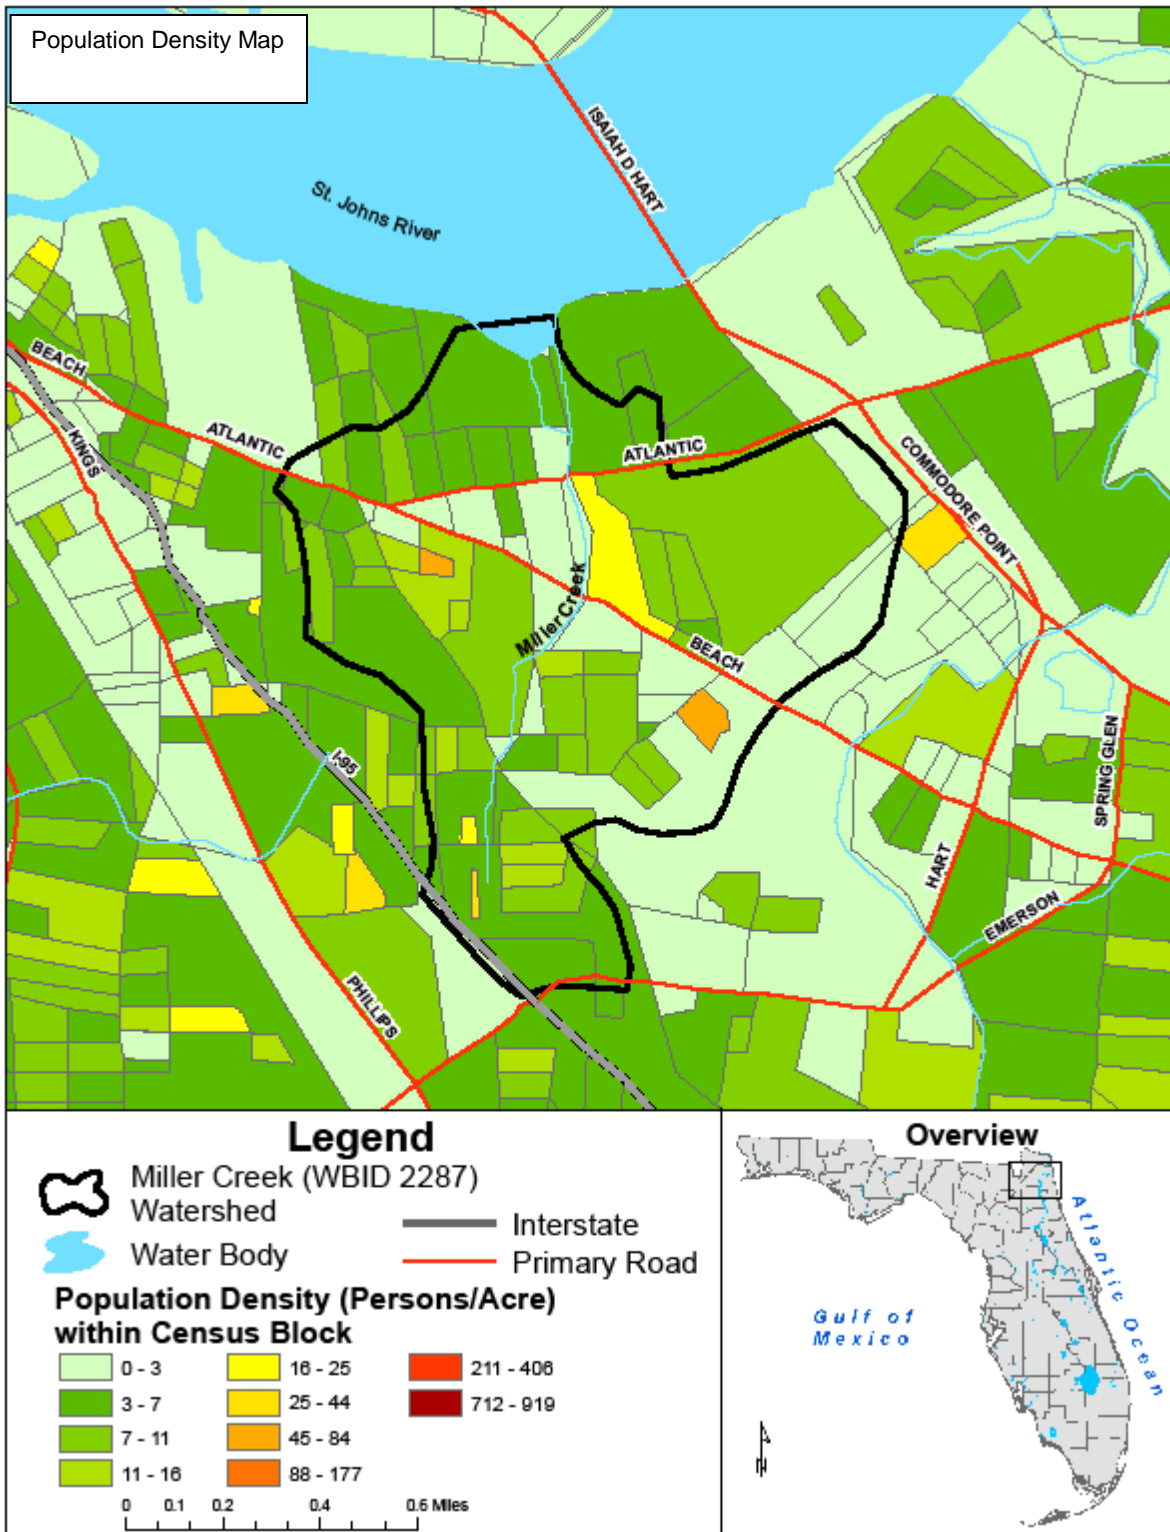 Population Density Map
ISAIAH D HART
St. Johns River
BEACH
KINGS
ATLANTIC
ATLANTIC
COMMODORE POINT
Miller Creek
BEACH
I-95
SPRING GLEN
HART
EMERSON
PHILLIPS
Legend
Miller Creek (WBID 2287)
Watershed
Water Body
Interstate
Primary Road
Population Density (Persons/Acre)
within Census Block
0 - 3
3 - 7
7 - 11
11 - 16
16 - 25
25 - 44
45 - 84
88 - 177
211 - 406
712 - 919
0 0.1 0.2 0.4 0.6 Miles
Overview
Atlantic Ocean
Gulf of
Mexico